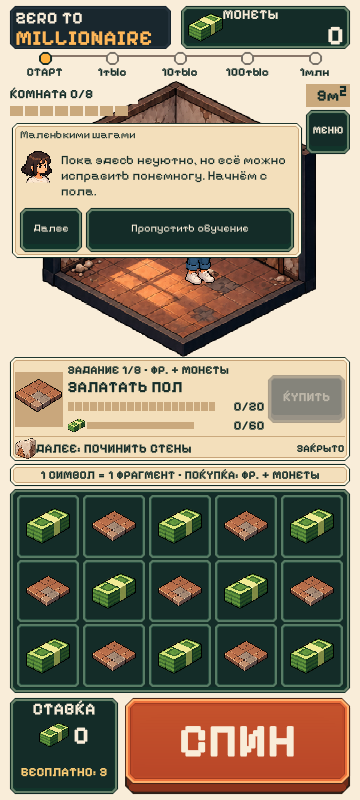 ZERO TO
MILLIONAIRE
МОНЕТЫ
0
СТАРТ
1тыс
10тыс
100тыс
1млн
КОМНАТА 0/8
9м²
МЕНЮ
Маленькими шагами
Пока здесь неуютно, но всё можно
исправить понемногу. Начнём с
пола.
Далее
Пропустить обучение
ЗАДАНИЕ 1/8 · ФР. + МОНЕТЫ
ЗАЛАТАТЬ ПОЛ
КУПИТЬ
0/20
0/60
ДАЛЕЕ: ПОЧИНИТЬ СТЕНЫ
ЗАКРЫТО
1 СИМВОЛ = 1 ФРАГМЕНТ · ПОКУПКА: ФР. + МОНЕТЫ
СТАВКА
0
БЕСПЛАТНО: 3
СПИН